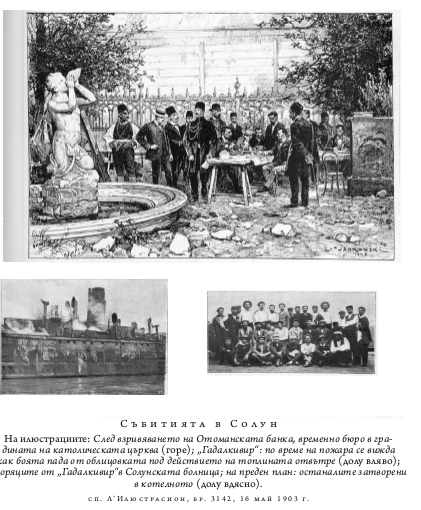 Събитията в Солун
На илюстрациите: След взривяването на Отоманската банка, временно бюро в гра-
дината на католическата църква (горе); „Гадалкивир“: по време на пожара се вижда
как боята пада от облицовката под действието на топлината отвътре (долу вляво);
моряците от „Гадалкивир“ в Солунската болница; на преден план: останалите затворени
в котелното (долу вдясно).
сп. Л'Илюстрасион, бр. 3142, 16 май 1903 г.